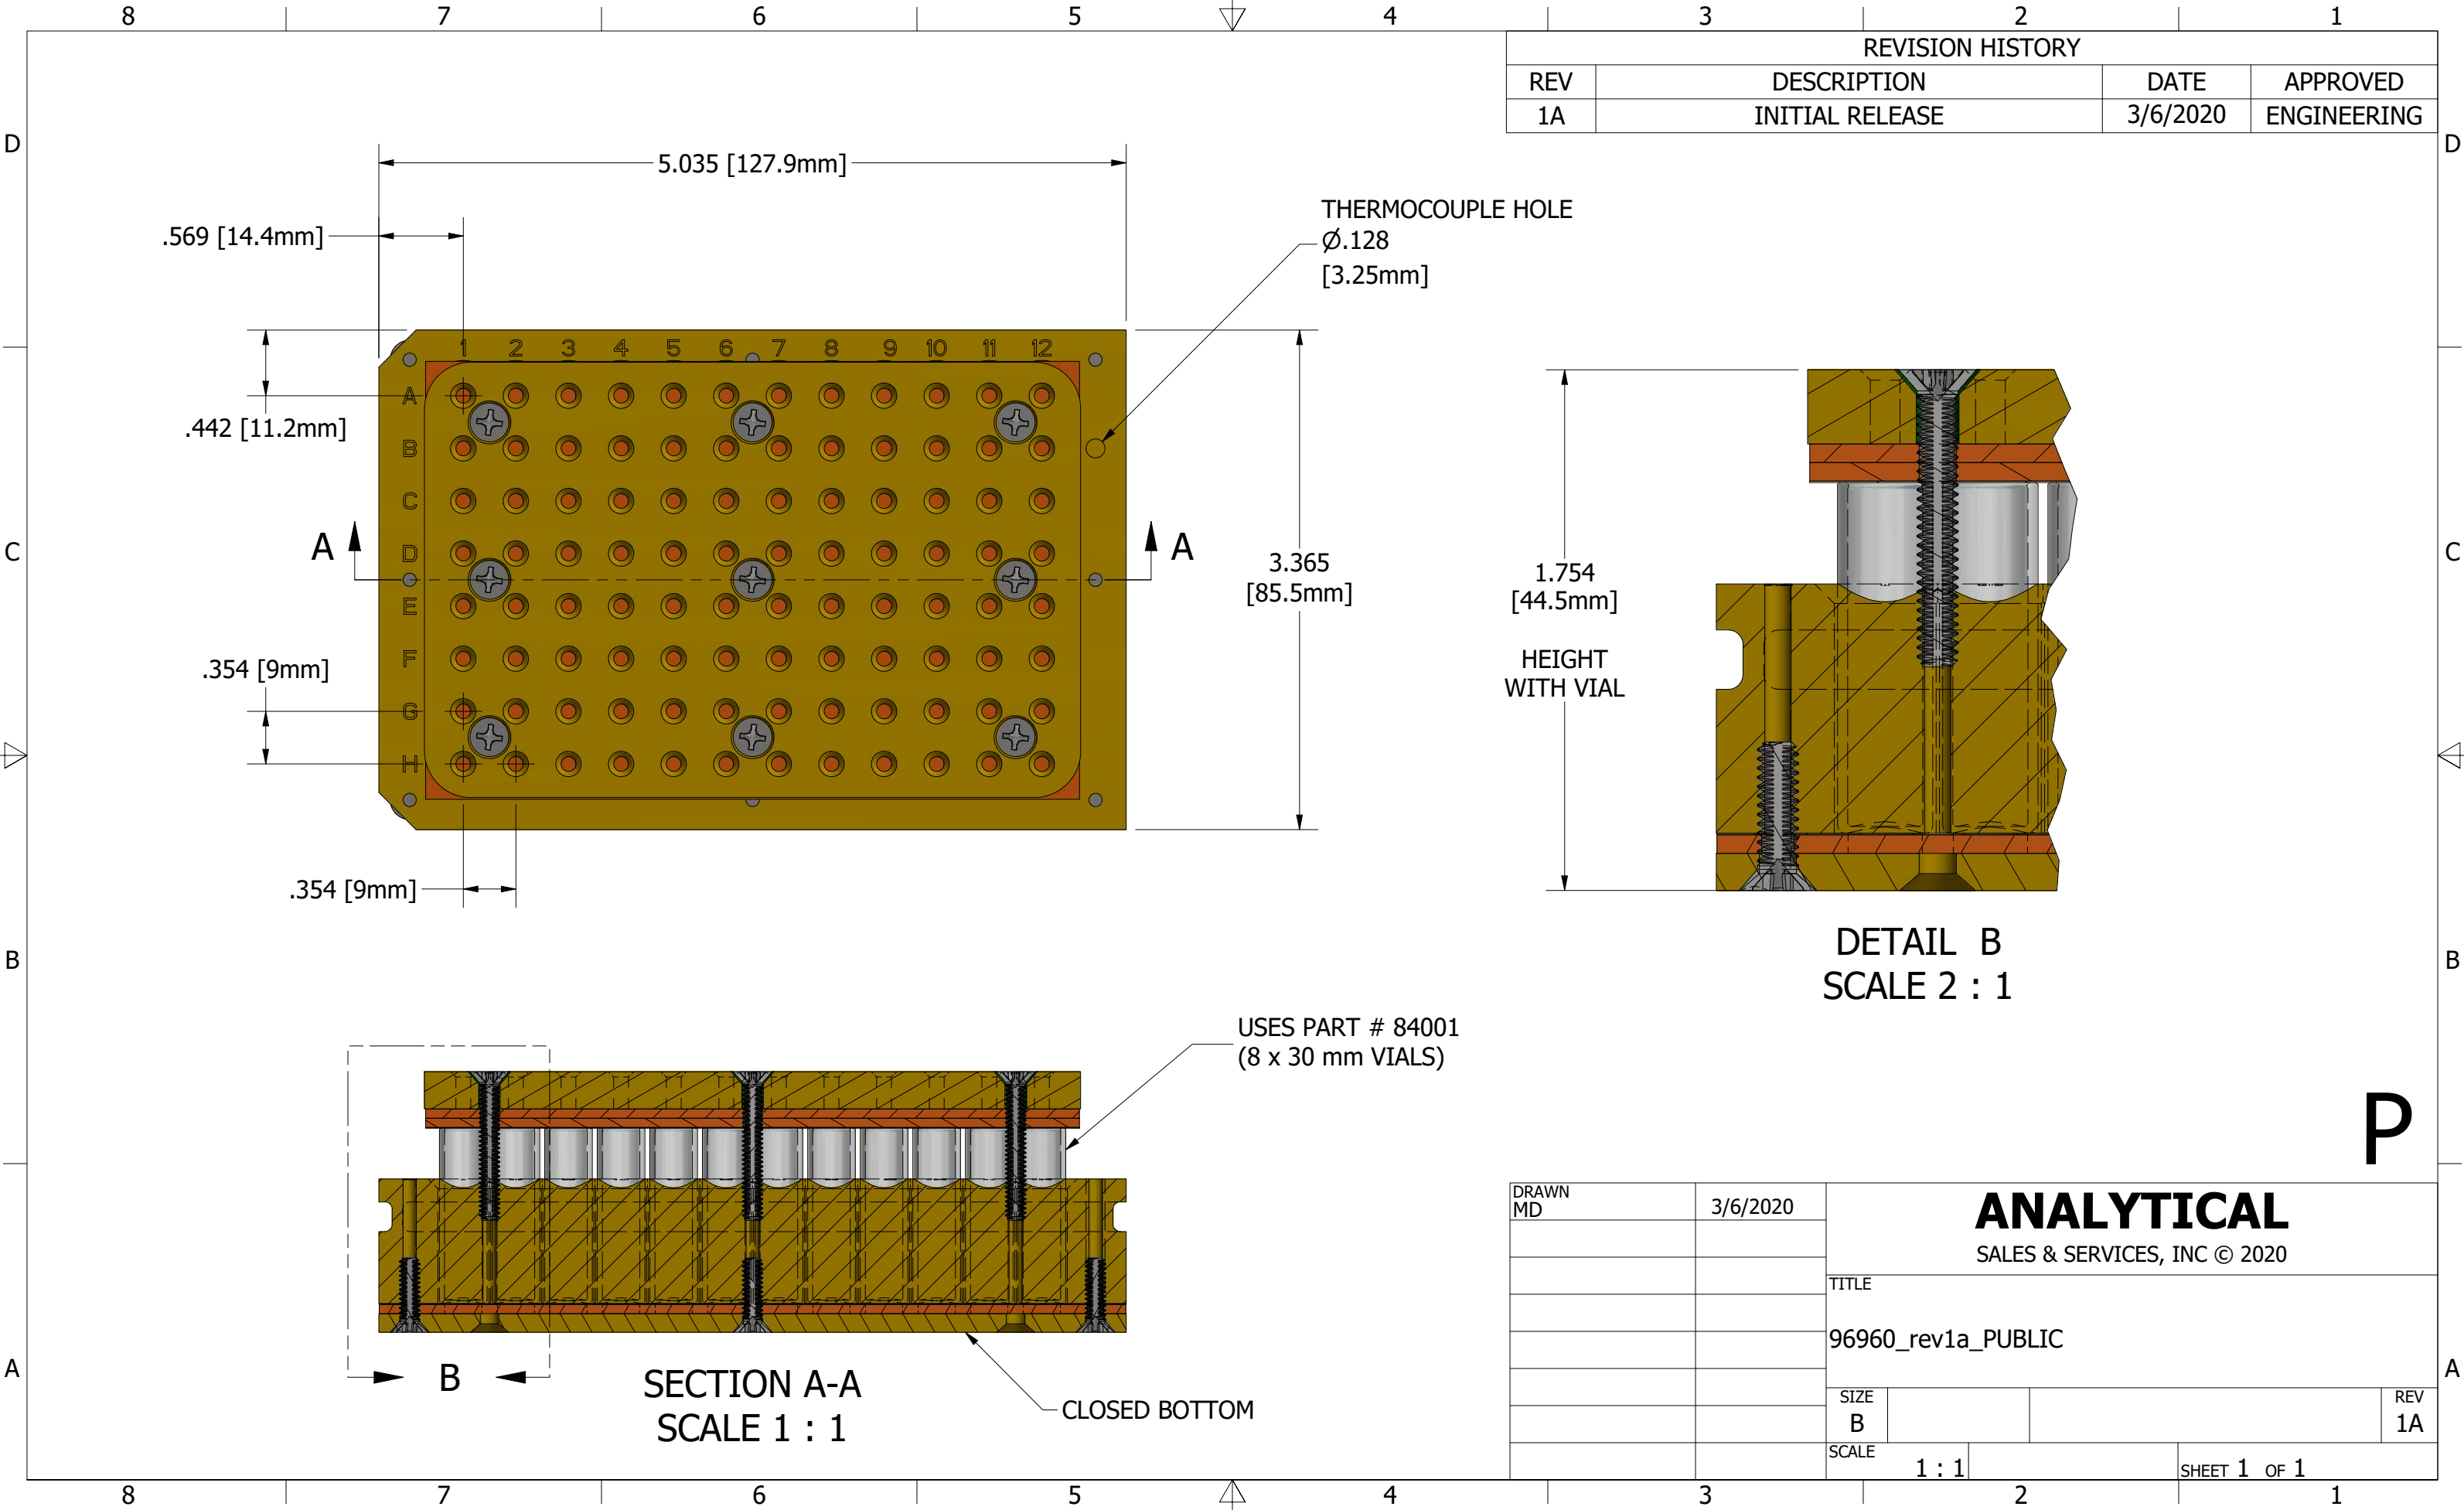 8 7 6 5 4 3 2 1
REVISION HISTORY
REV DESCRIPTION DATE APPROVED
1A INITIAL RELEASE 3/6/2020 ENGINEERING
D D
5.035 [127.9mm]
THERMOCOUPLE HOLE
Ø.128
[3.25mm]
.569 [14.4mm]
1 2 3 4 5 6 7 8 9 10 11 12
A
.442 [11.2mm]
B
C
A A
D
C C
3.365
[85.5mm]
1.754
[44.5mm]
E
HEIGHT
WITH VIAL
F
.354 [9mm]
G
H
.354 [9mm]
DETAIL B
SCALE 2 : 1
B B
USES PART # 84001
(8 x 30 mm VIALS)
P
B
SECTION A-A
SCALE 1 : 1
CLOSED BOTTOM
A A
DRAWN
MD 3/6/2020
ANALYTICAL
SALES & SERVICES, INC © 2020
TITLE
96960_rev1a_PUBLIC
SIZE REV
B 1A
SCALE
1 : 1 SHEET 1 OF 1
8 7 6 5 4 3 2 1